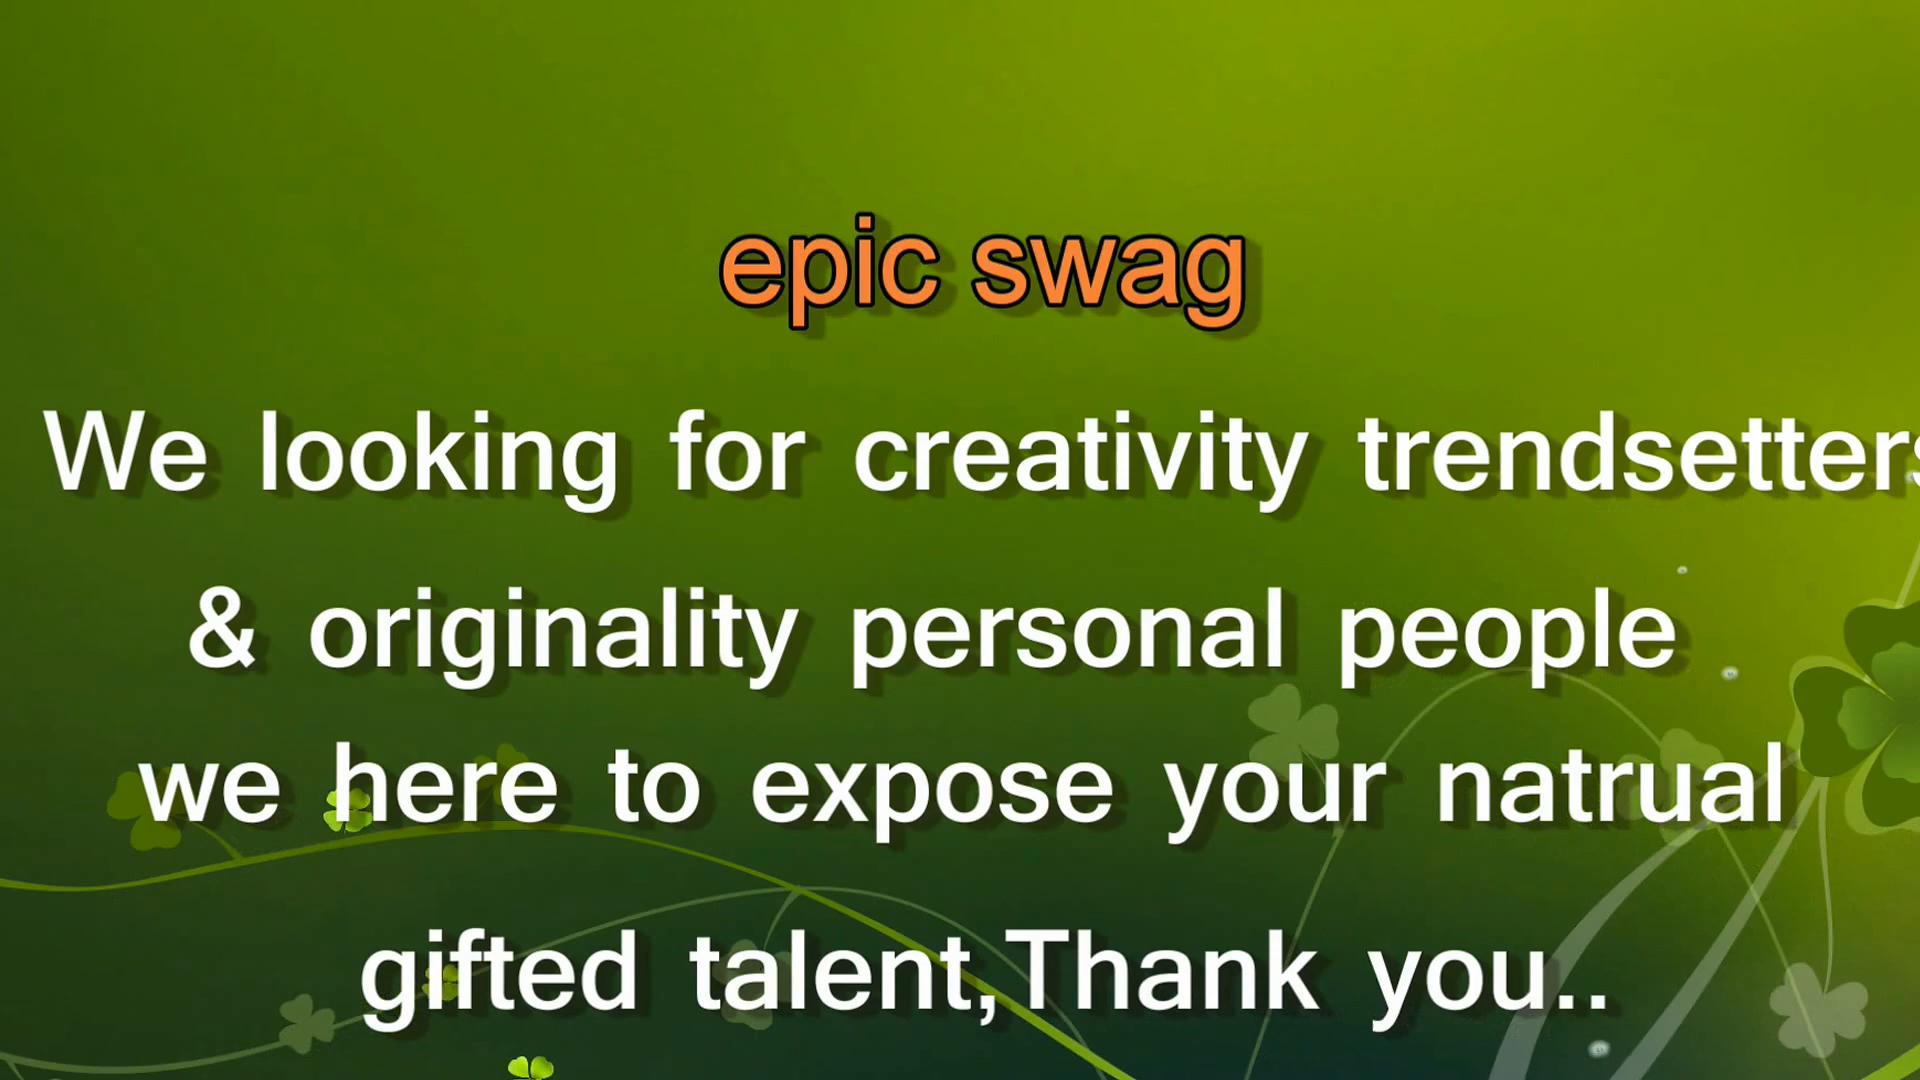 epic swag
We looking for creativity trendsetters
& originality personal people
we here to expose your natrual
gifted talent,Thank you..